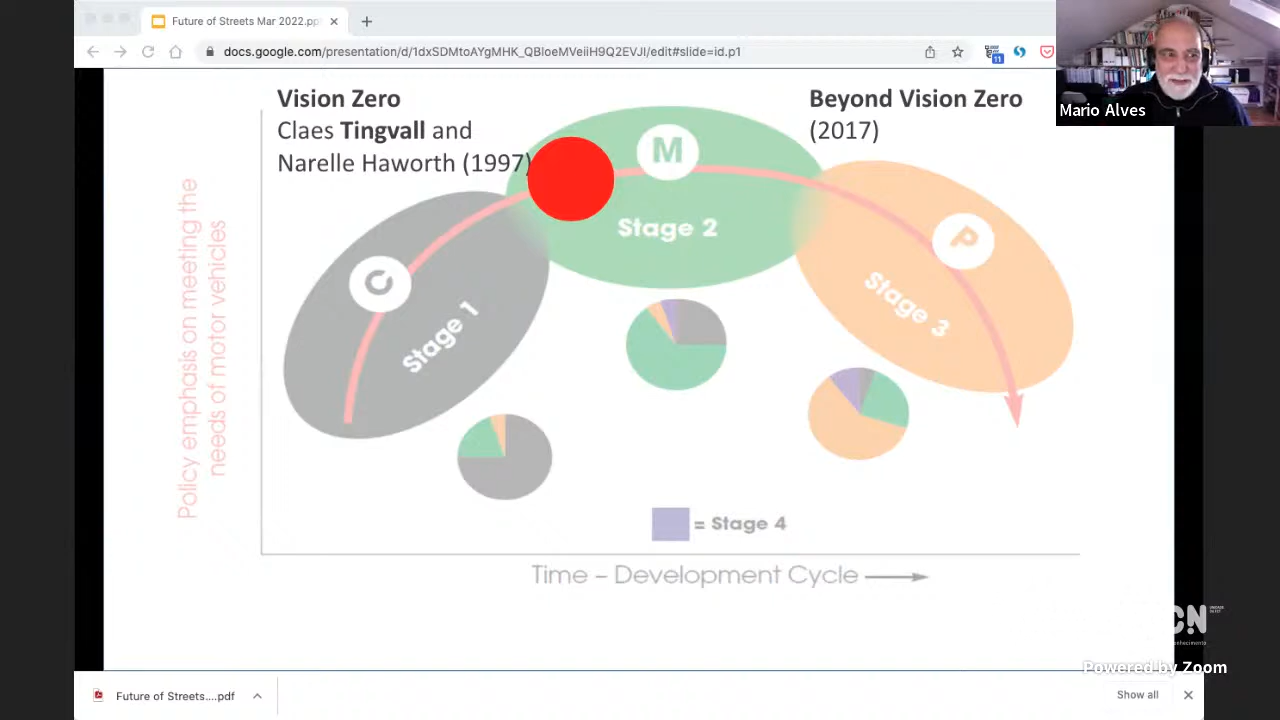 Future of Streets Mar 2022.pp
docs.google.com/presentation/d/1dxSDMtoAYgMHK_QBloeMVeiiH9Q2EVJI/edit#slide=id.p1
11
Mario Alves
Vision Zero
Claes Tingvall and
Narelle Haworth (1997)
Beyond Vision Zero
(2017)
Policy emphasis on meeting the
needs of motor vehicles
C
Stage 1
M
Stage 2
P
Stage 3
= Stage 4
Time – Development Cycle
CN
Powered by Zoom
Future of Streets....pdf
Show all